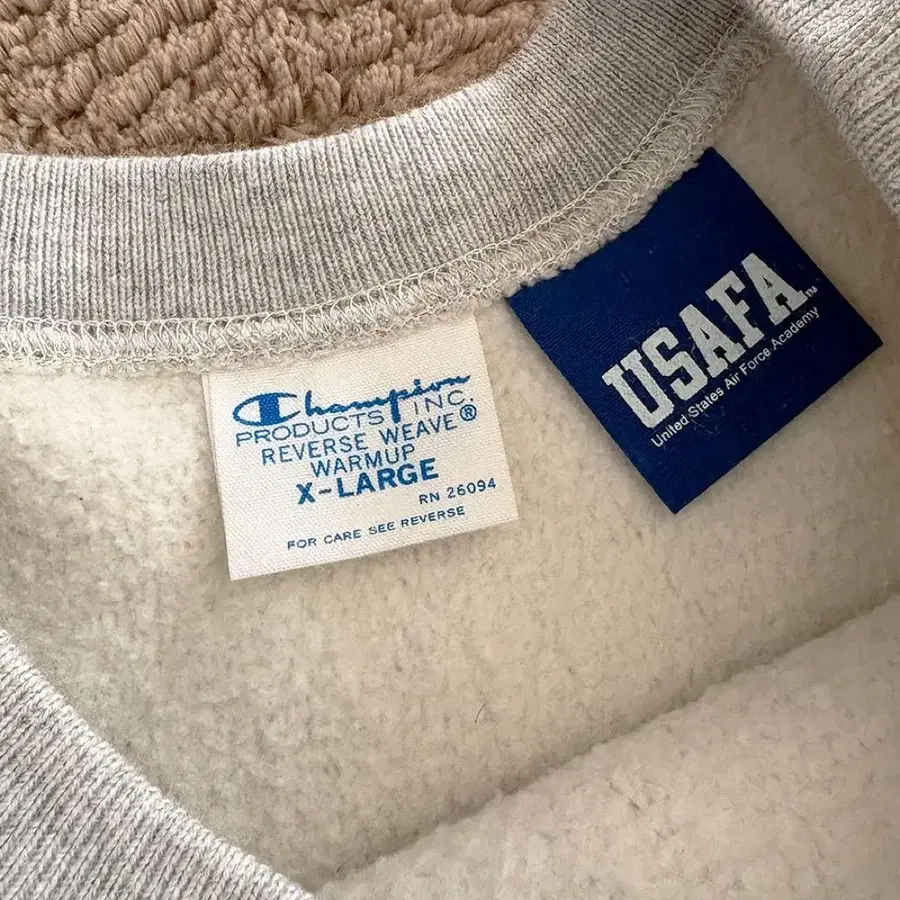 Champion
PRODUCTS INC.
REVERSE WEAVE®
WARMUP
X-LARGE
RN 26094
FOR CARE SEE REVERSE
USAFA™
United States Air Force Academy